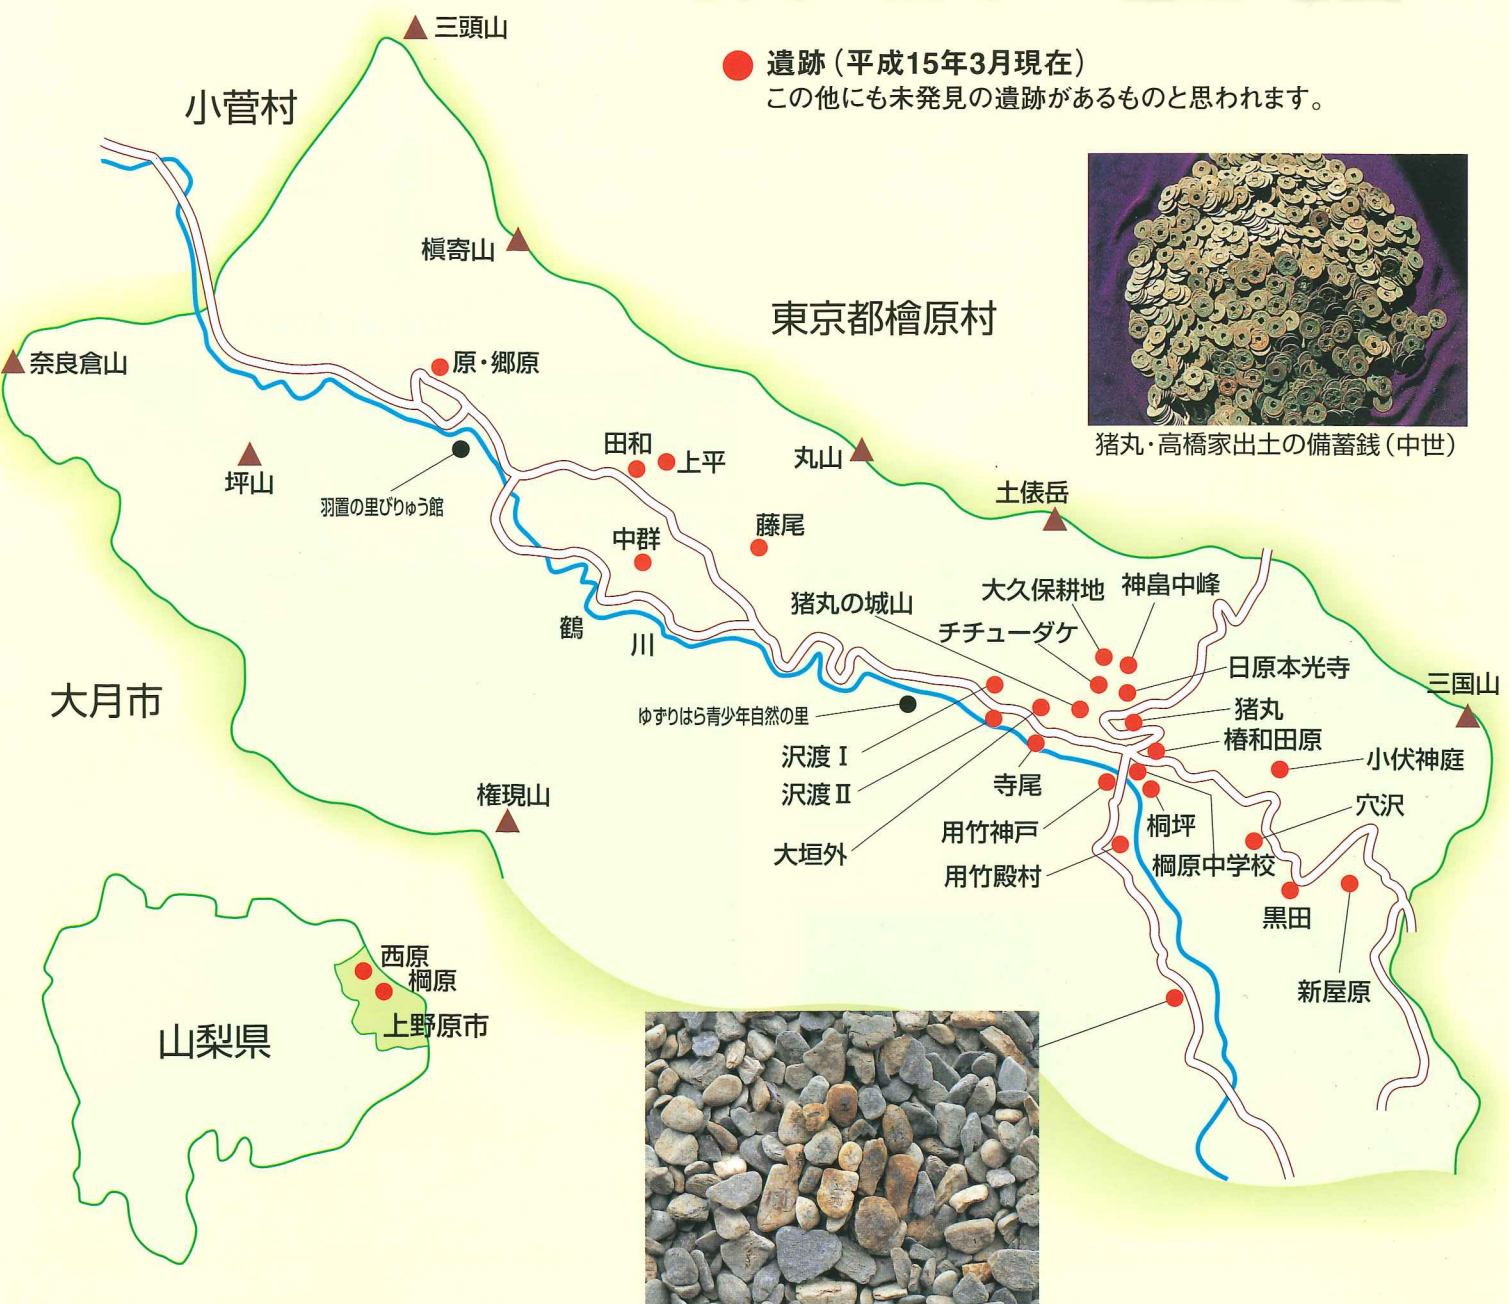 三頭山
遺跡（平成15年3月現在）
この他にも未発見の遺跡があるものと思われます。
小菅村
槇寄山
東京都檜原村
奈良倉山
原・郷原
猪丸・高橋家出土の備蓄銭（中世）
田和
上平
丸山
坪山
羽置の里びりゅう館
土俵岳
藤尾
中群
大久保耕地
神畠中峰
猪丸の城山
チチューダケ
鶴川
日原本光寺
三国山
大月市
ゆずりはら青少年自然の里
猪丸
椿和田原
沢渡Ⅰ
小伏神庭
沢渡Ⅱ
寺尾
権現山
穴沢
用竹神戸
桐坪
大垣外
棡原中学校
用竹殿村
黒田
新屋原
西原
棡原
上野原市
山梨県